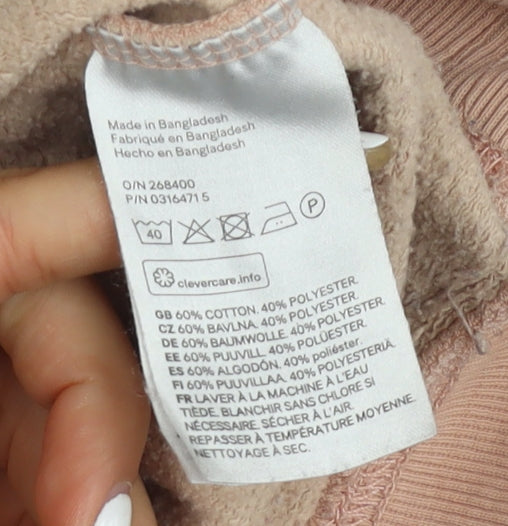 Made in Bangladesh
Fabriqué en Bangladesh
Hecho en Bangladesh
O/N 268400
P/N 03164715
40 P
clevercare.info
GB 60% COTTON. 40% POLYESTER.
CZ 60% BAVLNA. 40% POLYESTER.
DE 60% BAUMWOLLE. 40% POLYESTER.
EE 60% PUUVILL. 40% POLÜESTER.
ES 60% ALGODÓN. 40% poliéster.
FI 60% PUUVILLAA. 40% POLYESTERIÄ.
FR LAVER À LA MACHINE À L'EAU
TIÈDE. BLANCHIR SANS CHLORE SI
NÉCESSAIRE. SÉCHER À L'AIR.
REPASSER À TEMPÉRATURE MOYENNE.
NETTOYAGE À SEC.